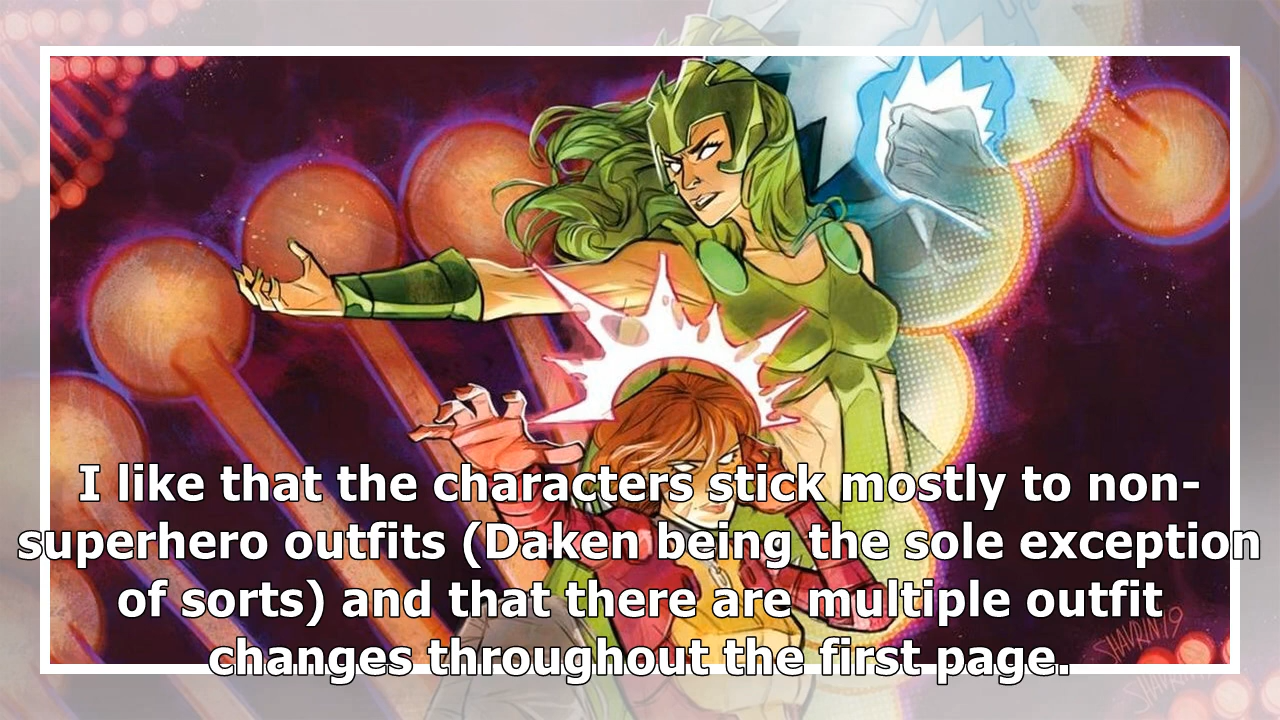 I like that the characters stick mostly to non-
superhero outfits (Daken being the sole exception
of sorts) and that there are multiple outfit
changes throughout the first page.
SHAVRIN19